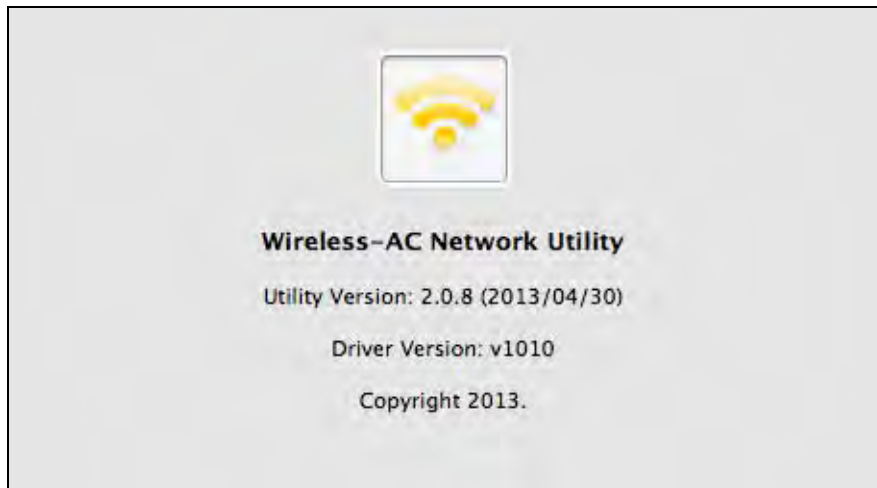 Wireless-AC Network Utility
Utility Version: 2.0.8 (2013/04/30)
Driver Version: v1010
Copyright 2013.